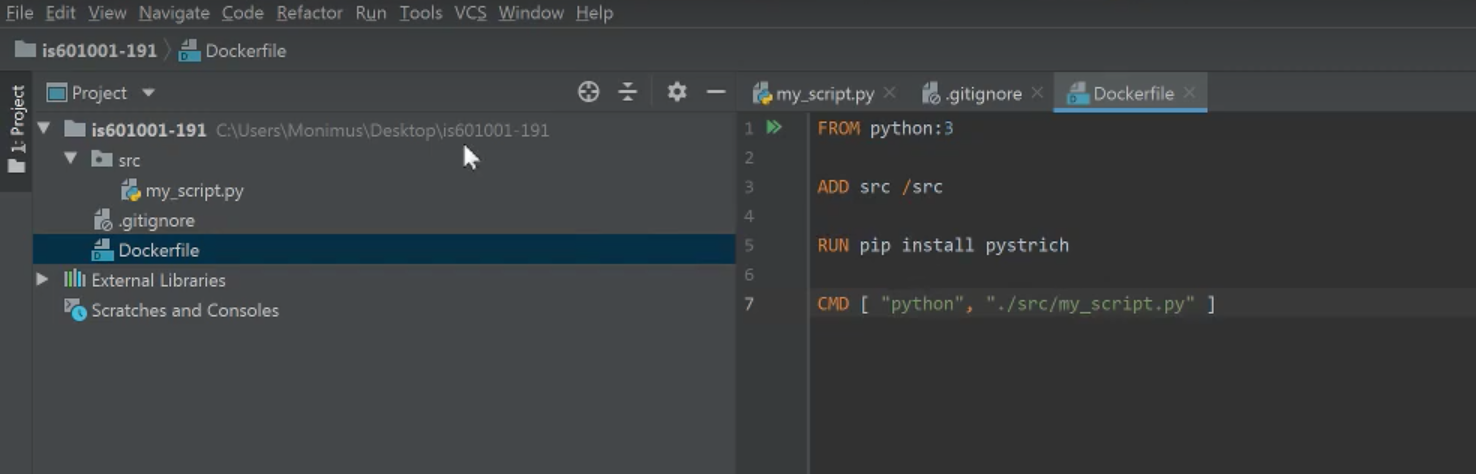 File Edit View Navigate Code Refactor Run Tools VCS Window Help
is601001-191 Dockerfile
1: Project
Project
is601001-191 C:\Users\Monimus\Desktop\is601001-191
src
my_script.py
.gitignore
Dockerfile
External Libraries
Scratches and Consoles
my_script.py .gitignore Dockerfile
1 FROM python:3
2
3 ADD src /src
4
5 RUN pip install pystrich
6
7 CMD [ "python", "./src/my_script.py" ]